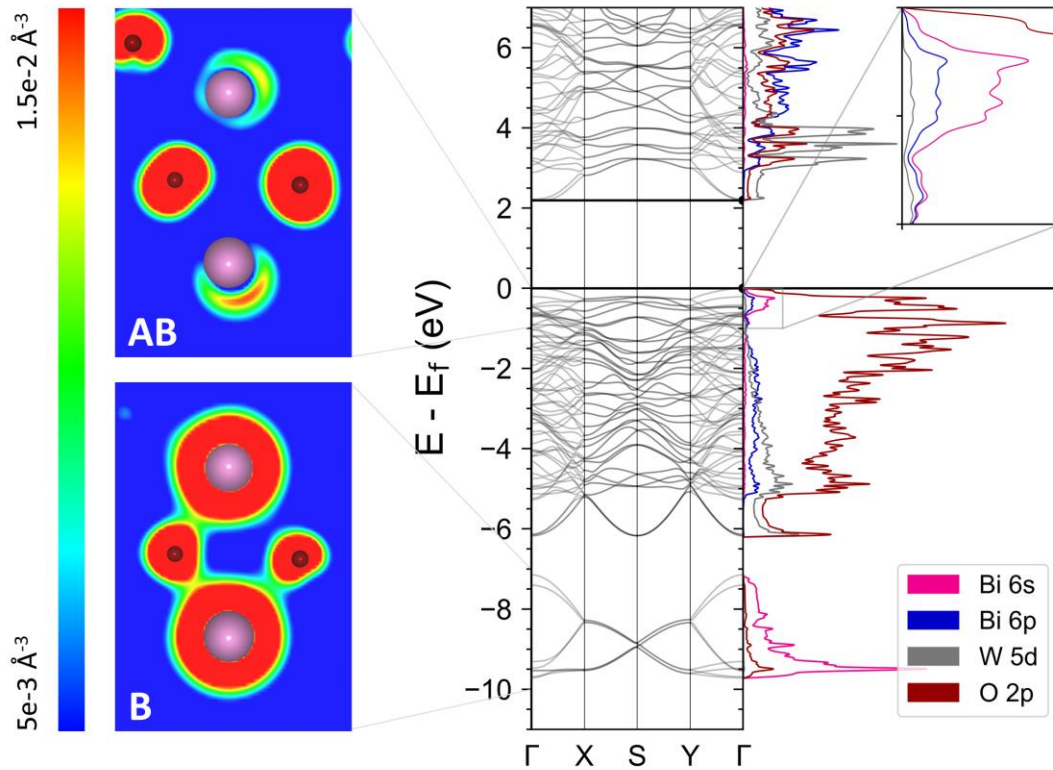 1.5e-2 Å⁻³
5e-3 Å⁻³
AB
B
E - E_f (eV)
6
4
2
0
−2
−4
−6
−8
−10
Γ X S Y Γ
Bi 6s
Bi 6p
W 5d
O 2p